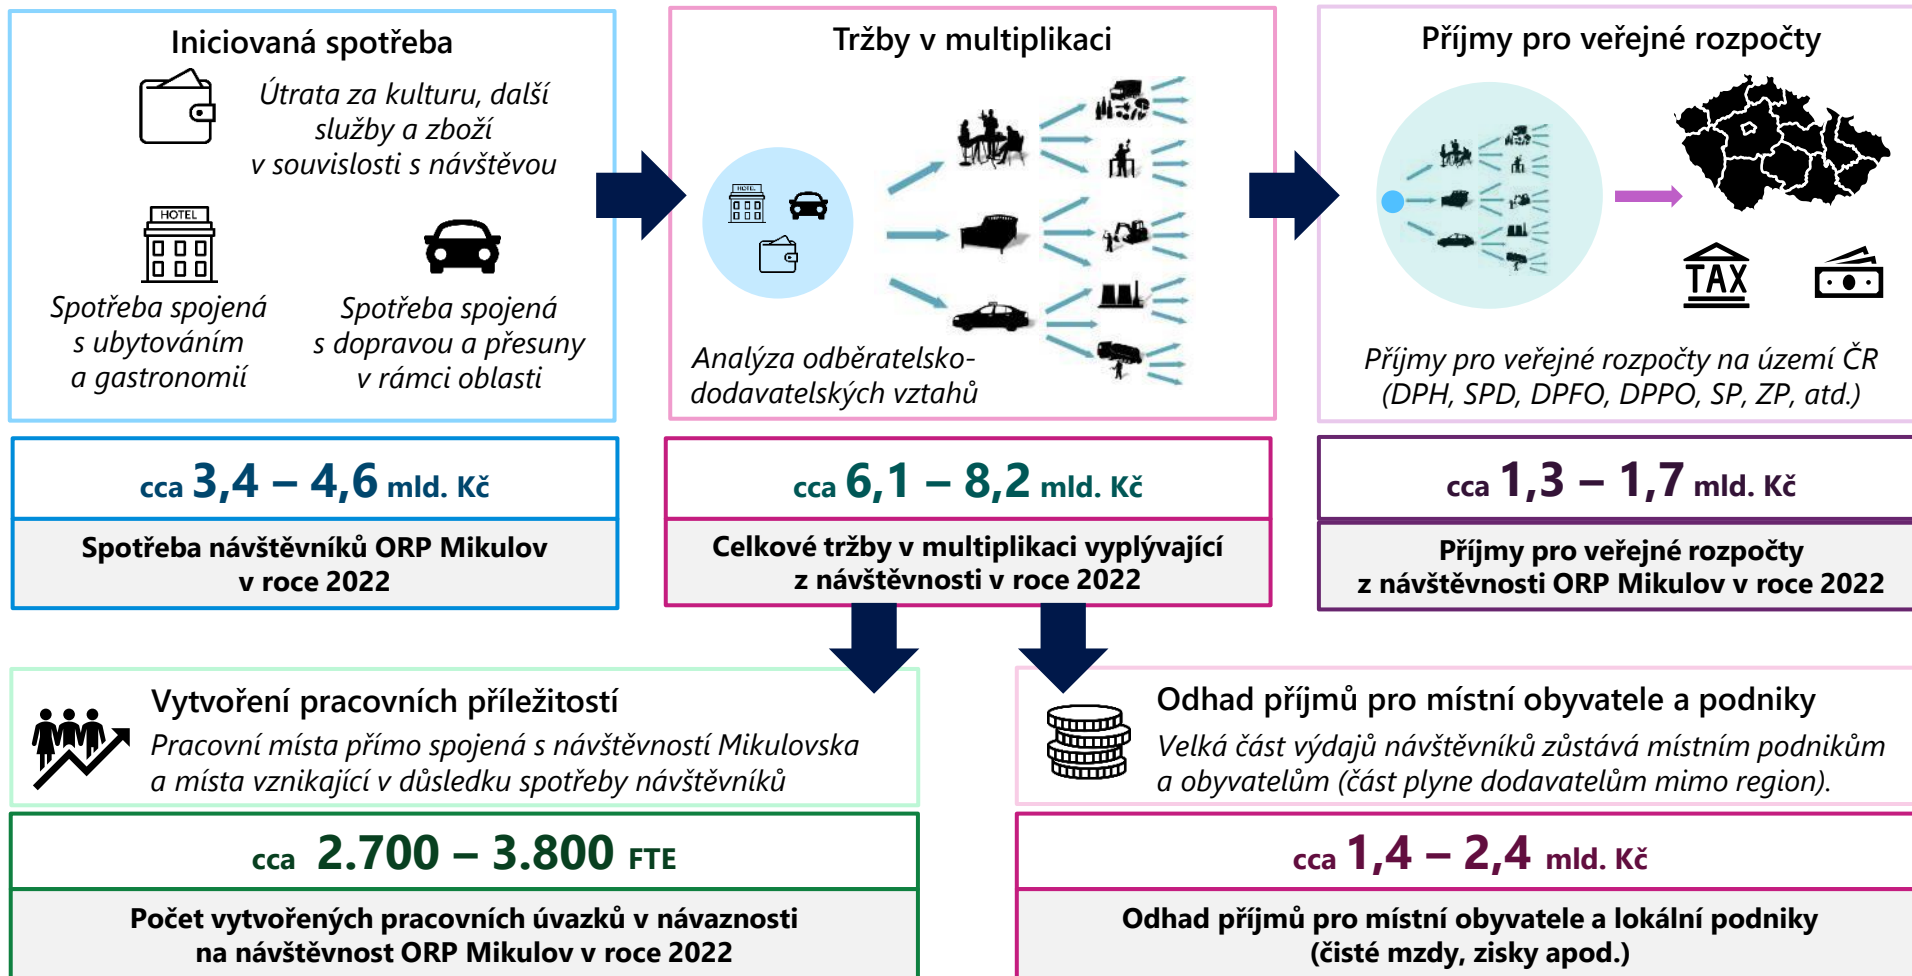 Iniciovaná spotřeba
Útrata za kulturu, další
služby a zboží
v souvislosti s návštěvou
HOTEL
Spotřeba spojená
s ubytováním
a gastronomií
Spotřeba spojená
s dopravou a přesuny
v rámci oblasti
cca 3,4 – 4,6 mld. Kč
Spotřeba návštěvníků ORP Mikulov
v roce 2022
Tržby v multiplikaci
HOTEL
Analýza odběratelsko-
dodavatelských vztahů
cca 6,1 – 8,2 mld. Kč
Celkové tržby v multiplikaci vyplývající
z návštěvnosti v roce 2022
Příjmy pro veřejné rozpočty
TAX
Příjmy pro veřejné rozpočty na území ČR
(DPH, SPD, DPFO, DPPO, SP, ZP, atd.)
cca 1,3 – 1,7 mld. Kč
Příjmy pro veřejné rozpočty
z návštěvnosti ORP Mikulov v roce 2022
Vytvoření pracovních příležitostí
Pracovní místa přímo spojená s návštěvností Mikulovska
a místa vznikající v důsledku spotřeby návštěvníků
cca 2.700 – 3.800 FTE
Počet vytvořených pracovních úvazků v návaznosti
na návštěvnost ORP Mikulov v roce 2022
Odhad příjmů pro místní obyvatele a podniky
Velká část výdajů návštěvníků zůstává místním podnikům
a obyvatelům (část plyne dodavatelům mimo region).
cca 1,4 – 2,4 mld. Kč
Odhad příjmů pro místní obyvatele a lokální podniky
(čisté mzdy, zisky apod.)